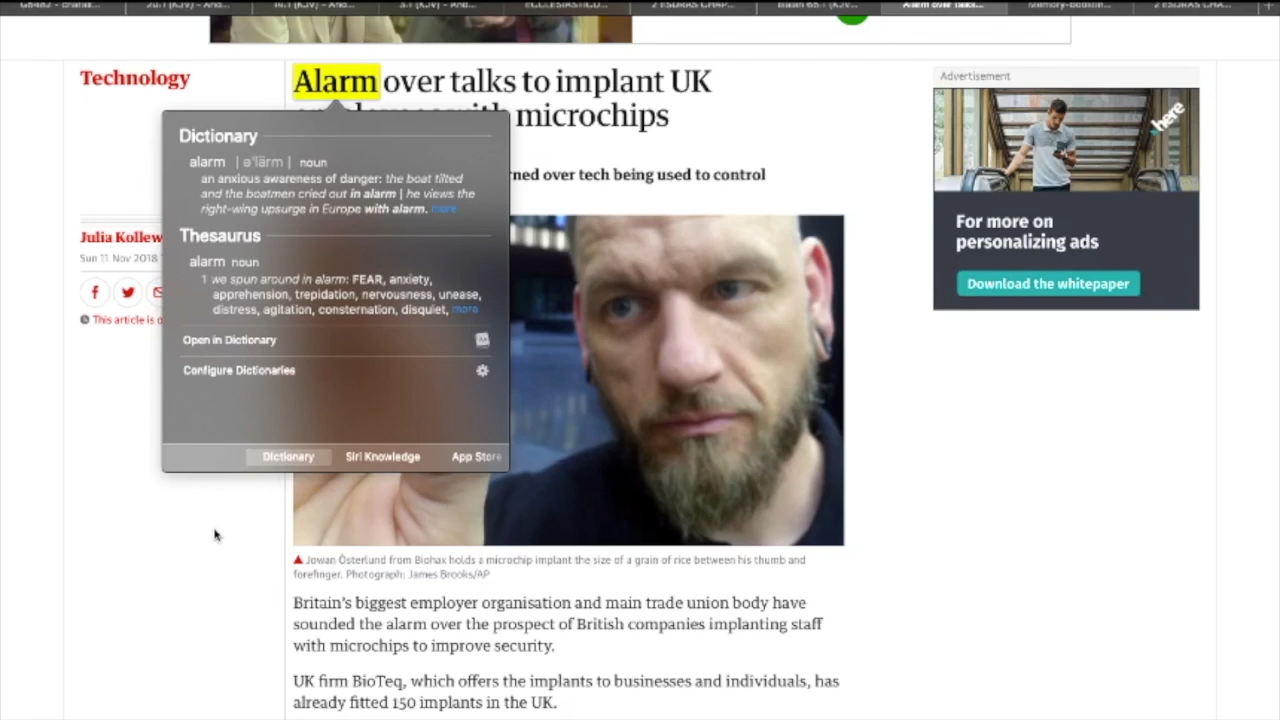 Alarm over talks...
Technology
Alarm over talks to implant UK
with microchips
rned over tech being used to control
Dictionary
alarm | əˈlärm | noun
an anxious awareness of danger: the boat tilted
and the boatmen cried out in alarm | he views the
right-wing upsurge in Europe with alarm. more
Thesaurus
alarm noun
1 we spun around in alarm: FEAR, anxiety,
apprehension, trepidation, nervousness, unease,
distress, agitation, consternation, disquiet, more
Open in Dictionary
Configure Dictionaries
Dictionary Siri Knowledge App Store
Julia Kollew
Sun 11 Nov 2018
This article is o
Advertisement
here
For more on
personalizing ads
Download the whitepaper
Jowan Österlund from Biohax holds a microchip implant the size of a grain of rice between his thumb and
forefinger. Photograph: James Brooks/AP
Britain's biggest employer organisation and main trade union body have
sounded the alarm over the prospect of British companies implanting staff
with microchips to improve security.
UK firm BioTeq, which offers the implants to businesses and individuals, has
already fitted 150 implants in the UK.